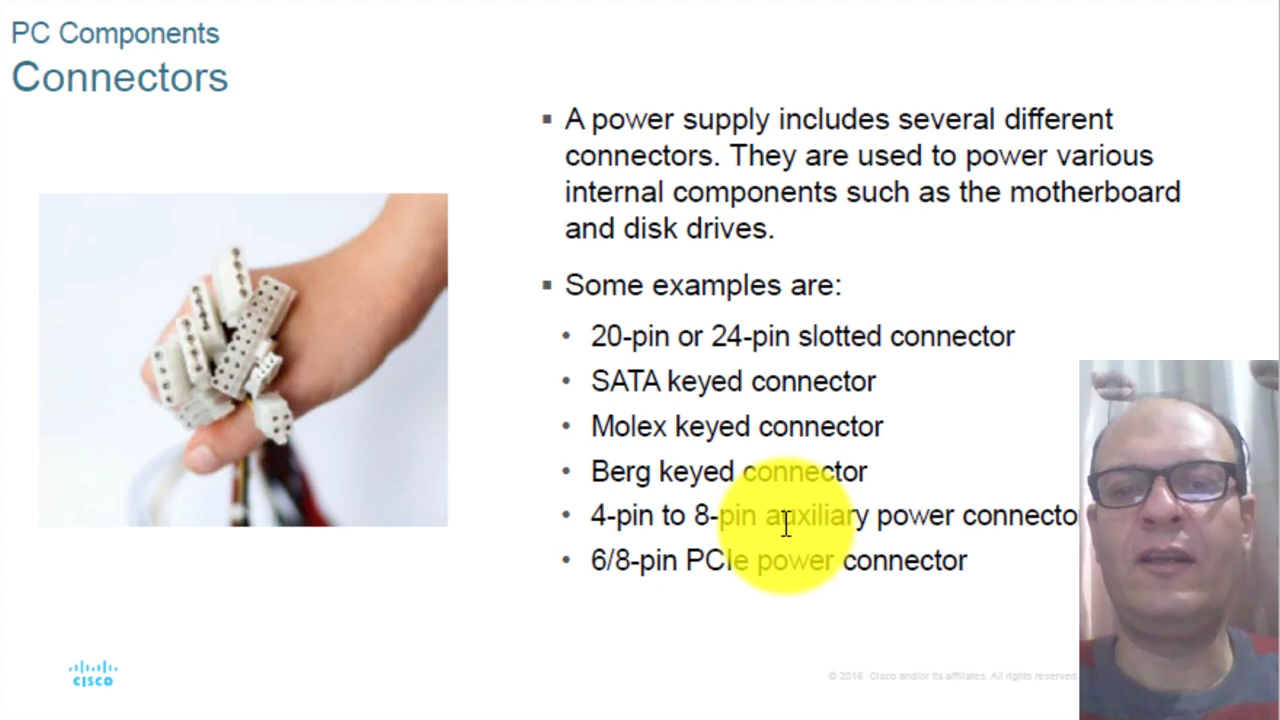 PC Components
Connectors
▪ A power supply includes several different
connectors. They are used to power various
internal components such as the motherboard
and disk drives.
▪ Some examples are:
• 20-pin or 24-pin slotted connector
• SATA keyed connector
• Molex keyed connector
• Berg keyed connector
• 4-pin to 8-pin auxiliary power connecto
• 6/8-pin PCIe power connector
CISCO
© 2016 Cisco and/or its affiliates. All rights reserved.